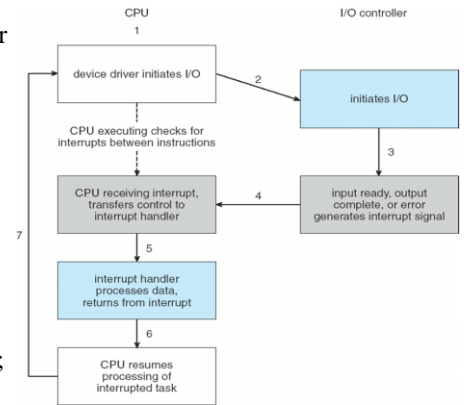 CPU
I/O controller
r
1
device driver initiates I/O
2
initiates I/O
CPU executing checks for
interrupts between instructions
3
CPU receiving interrupt,
transfers control to
interrupt handler
4
input ready, output
complete, or error
generates interrupt signal
7
5
interrupt handler
processes data,
returns from interrupt
6
;
CPU resumes
processing of
interrupted task